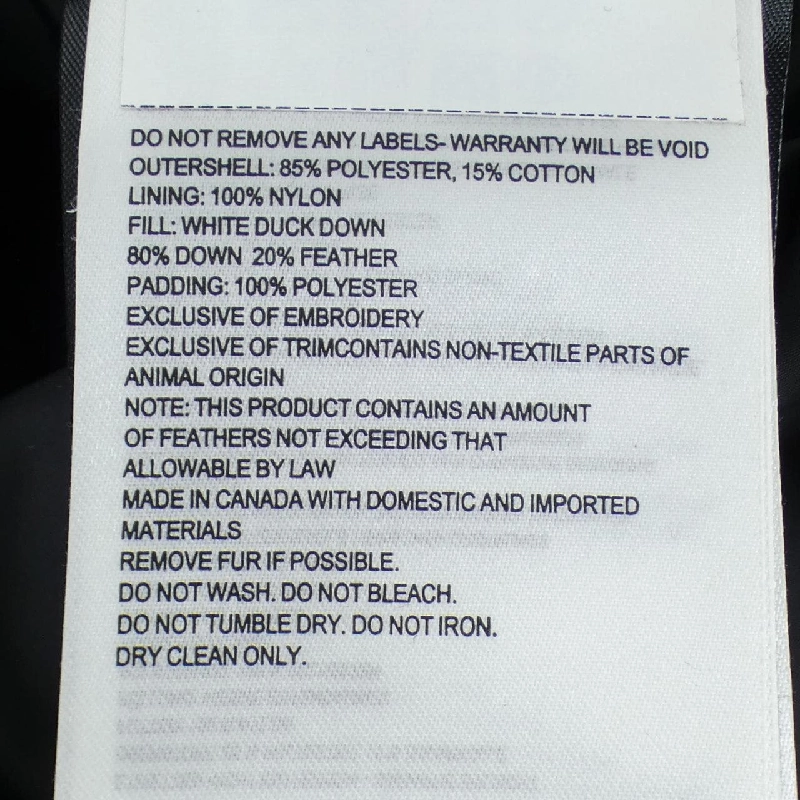 DO NOT REMOVE ANY LABELS- WARRANTY WILL BE VOID
OUTERSHELL: 85% POLYESTER, 15% COTTON
LINING: 100% NYLON
FILL: WHITE DUCK DOWN
80% DOWN 20% FEATHER
PADDING: 100% POLYESTER
EXCLUSIVE OF EMBROIDERY
EXCLUSIVE OF TRIMCONTAINS NON-TEXTILE PARTS OF
ANIMAL ORIGIN
NOTE: THIS PRODUCT CONTAINS AN AMOUNT
OF FEATHERS NOT EXCEEDING THAT
ALLOWABLE BY LAW
MADE IN CANADA WITH DOMESTIC AND IMPORTED
MATERIALS
REMOVE FUR IF POSSIBLE.
DO NOT WASH. DO NOT BLEACH.
DO NOT TUMBLE DRY. DO NOT IRON.
DRY CLEAN ONLY.